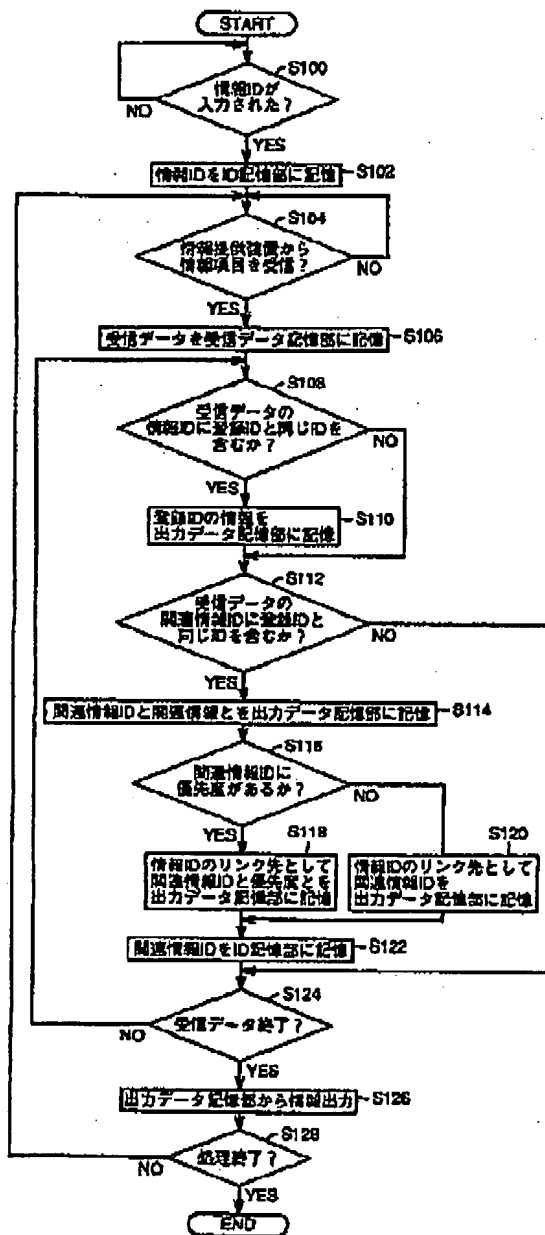 START
S100
情報IDが
入力された？
NO
YES
情報IDをID記憶部に記憶
S102
S104
情報提供装置から
情報項目を受信？
NO
YES
受信データを受信データ記憶部に記憶
S106
S108
受信データの
情報IDに登録IDと同じIDを
含むか？
NO
YES
登録IDの情報を
出力データ記憶部に記憶
S110
S112
受信データの
関連情報IDに登録IDと
同じIDを含むか？
NO
YES
関連情報IDと関連情報とを出力データ記憶部に記憶
S114
S116
関連情報IDに
優先度があるか？
NO
YES
S118
情報IDのリンク先として
関連情報IDと優先度とを
出力データ記憶部に記憶
S120
情報IDのリンク先として
関連情報IDを
出力データ記憶部に記憶
関連情報IDをID記憶部に記憶
S122
S124
受信データ終了？
NO
YES
出力データ記憶部から情報出力
S126
S128
処理終了？
NO
YES
END